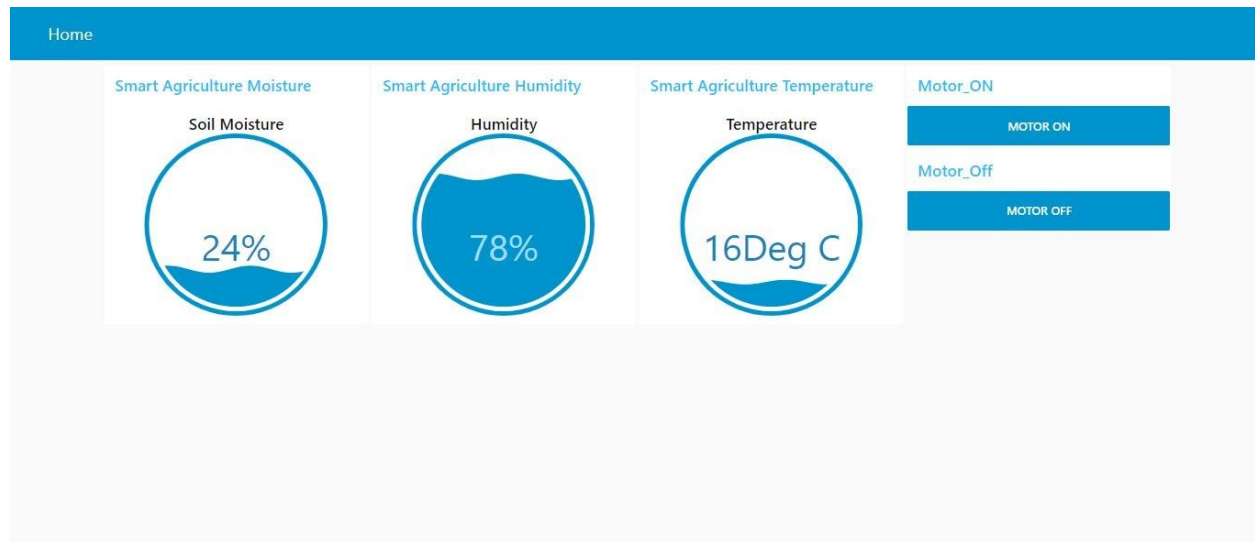 Home
Smart Agriculture Moisture
Soil Moisture
24%
Smart Agriculture Humidity
Humidity
78%
Smart Agriculture Temperature
Temperature
16Deg C
Motor_ON
MOTOR ON
Motor_Off
MOTOR OFF